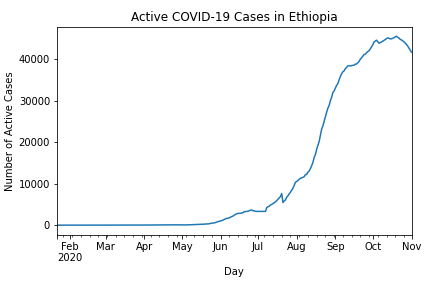 Active COVID-19 Cases in Ethiopia
Number of Active Cases
40000
30000
20000
10000
0
Feb Mar Apr May Jun Jul Aug Sep Oct Nov
2020
Day